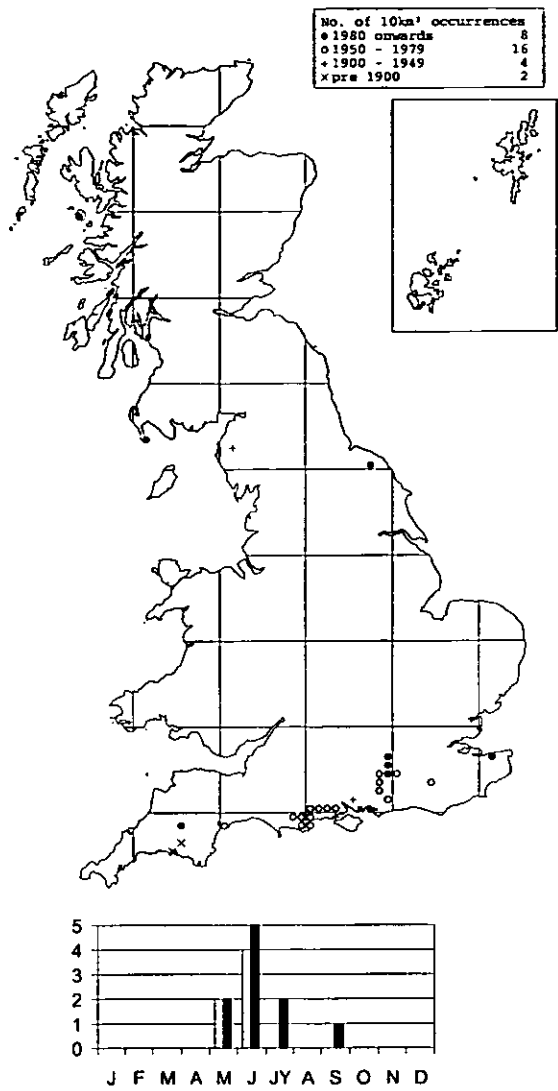 No. of 10km² occurrences
● 1980 onwards 8
○ 1950 - 1979 16
+ 1900 - 1949 4
× pre 1900 2
5
4
3
2
1
0
J F M A M J JY A S O N D